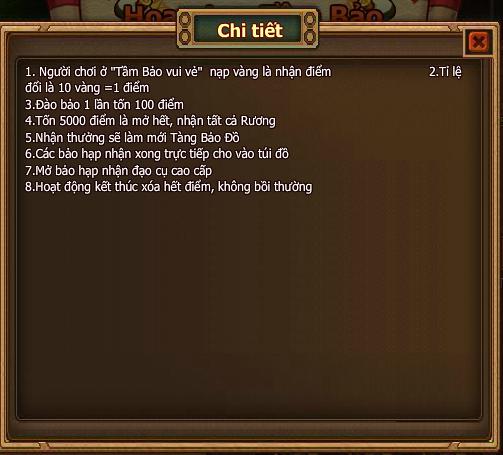 Bảo
Chi tiết
1. Người chơi ở "Tầm Bảo vui vẻ" nạp vàng là nhận điểm 2.Tỉ lệ
đổi là 10 vàng =1 điểm
3.Đào bảo 1 lần tốn 100 điểm
4.Tốn 5000 điểm là mở hết, nhận tất cả Rương
5.Nhận thưởng sẽ làm mới Tàng Bảo Đồ
6.Các bảo hạp nhận xong trực tiếp cho vào túi đồ
7.Mở bảo hạp nhận đạo cụ cao cấp
8.Hoạt động kết thúc xóa hết điểm, không bồi thường